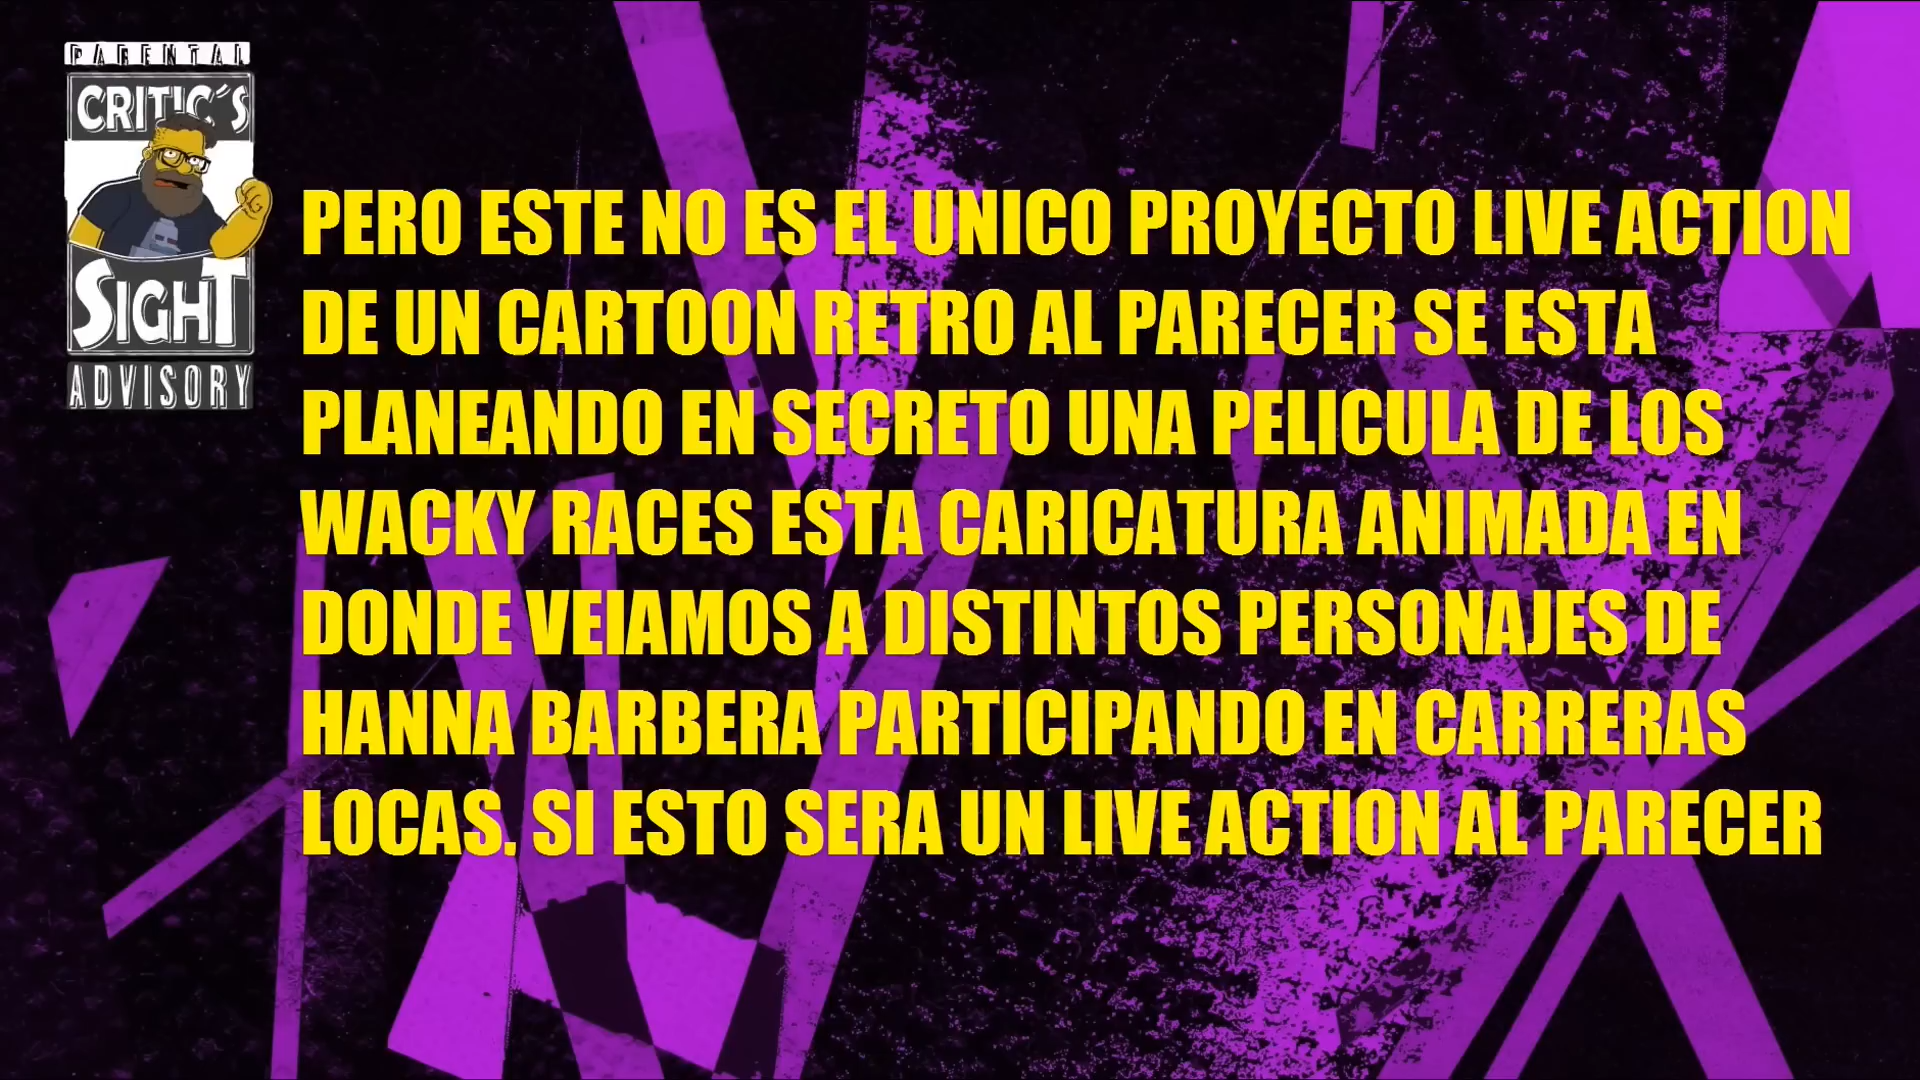 PARENTAL
CRITIC'S
SIGHT
ADVISORY
PERO ESTE NO ES EL UNICO PROYECTO LIVE ACTION
DE UN CARTOON RETRO AL PARECER SE ESTA
PLANEANDO EN SECRETO UNA PELICULA DE LOS
WACKY RACES ESTA CARICATURA ANIMADA EN
DONDE VEIAMOS A DISTINTOS PERSONAJES DE
HANNA BARBERA PARTICIPANDO EN CARRERAS
LOCAS. SI ESTO SERA UN LIVE ACTION AL PARECER